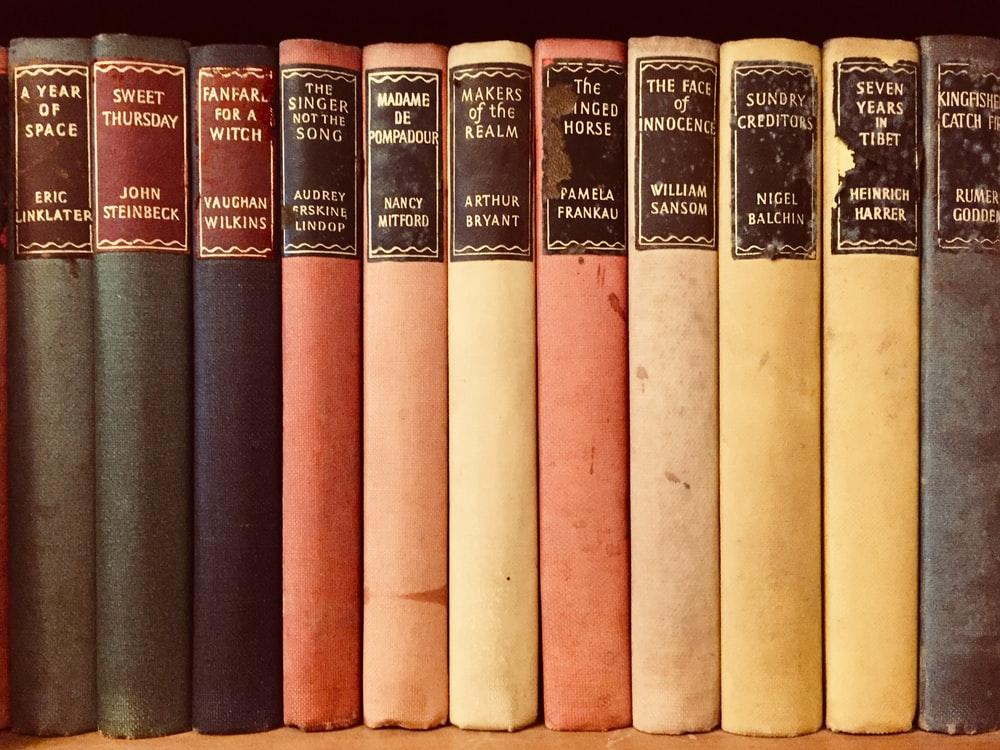 A YEAR
OF
SPACE
ERIC
LINKLATER
SWEET
THURSDAY
JOHN
STEINBECK
FANFARE
FOR A
WITCH
VAUGHAN
WILKINS
THE
SINGER
NOT THE
SONG
AUDREY
ERSKINE
LINDOP
MADAME
DE
POMPADOUR
NANCY
MITFORD
MAKERS
of the
REALM
ARTHUR
BRYANT
The
INGED
HORSE
PAMELA
FRANKAU
THE FACE
of
INNOCENCE
WILLIAM
SANSOM
SUNDRY
CREDITORS
NIGEL
BALCHIN
SEVEN
YEARS
IN
TIBET
HEINRICH
HARRER
KINGFISHE
CATCH FI
RUMER
GODDEN